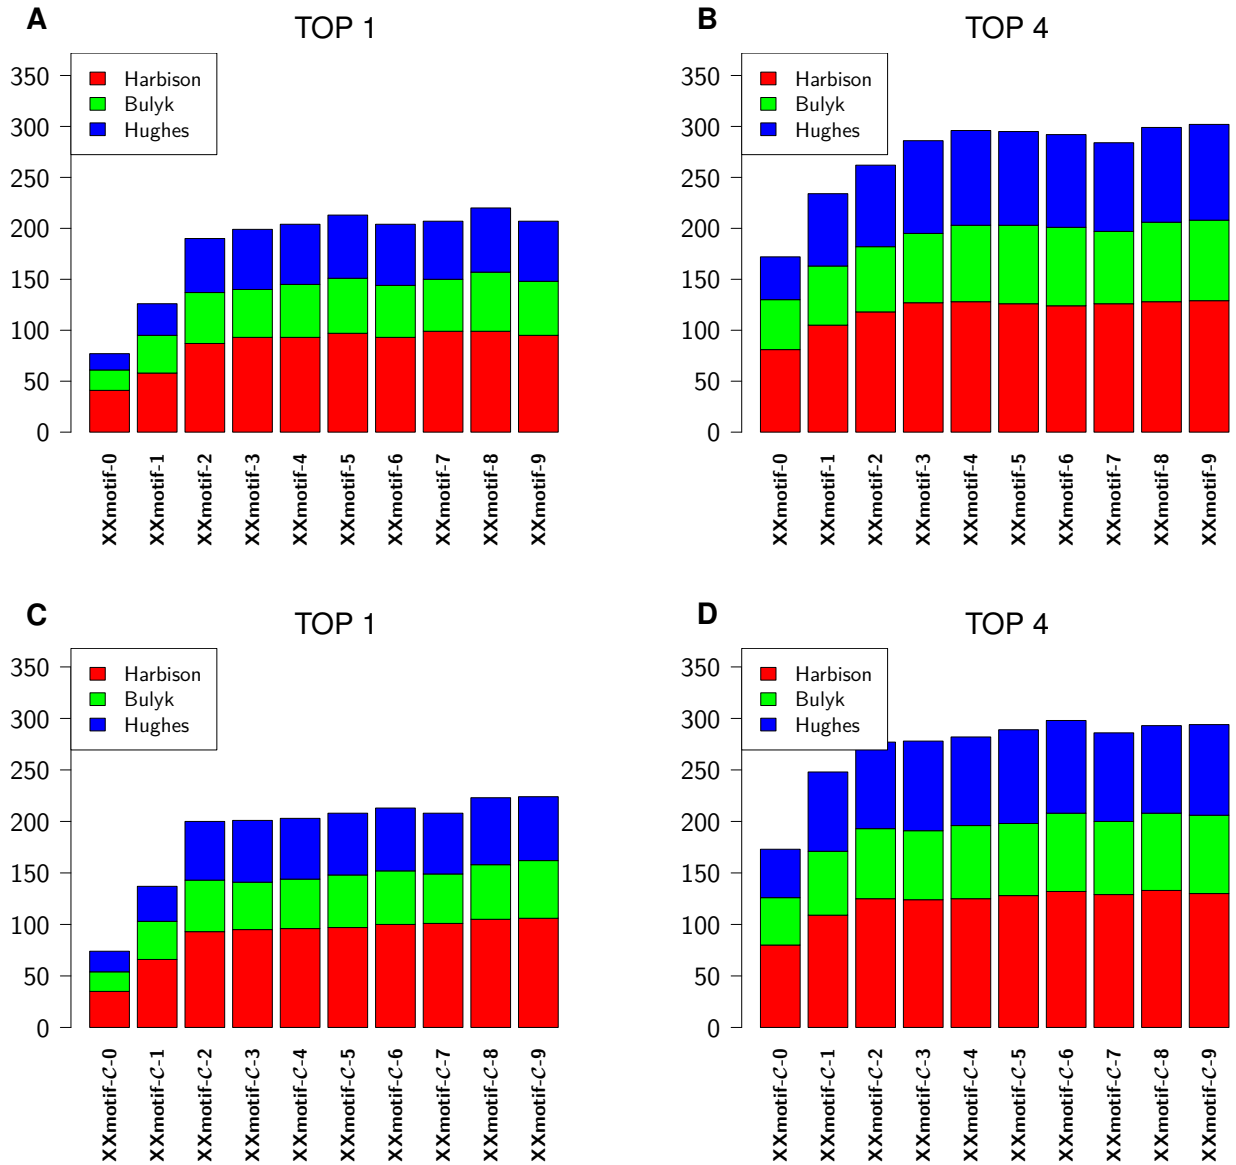 A
TOP 1
350
300
250
200
150
100
50
0
Harbison
Bulyk
Hughes
XXmotif-0
XXmotif-1
XXmotif-2
XXmotif-3
XXmotif-4
XXmotif-5
XXmotif-6
XXmotif-7
XXmotif-8
XXmotif-9
B
TOP 4
350
300
250
200
150
100
50
0
Harbison
Bulyk
Hughes
XXmotif-0
XXmotif-1
XXmotif-2
XXmotif-3
XXmotif-4
XXmotif-5
XXmotif-6
XXmotif-7
XXmotif-8
XXmotif-9
C
TOP 1
350
300
250
200
150
100
50
0
Harbison
Bulyk
Hughes
XXmotif-C-0
XXmotif-C-1
XXmotif-C-2
XXmotif-C-3
XXmotif-C-4
XXmotif-C-5
XXmotif-C-6
XXmotif-C-7
XXmotif-C-8
XXmotif-C-9
D
TOP 4
350
300
250
200
150
100
50
0
Harbison
Bulyk
Hughes
XXmotif-C-0
XXmotif-C-1
XXmotif-C-2
XXmotif-C-3
XXmotif-C-4
XXmotif-C-5
XXmotif-C-6
XXmotif-C-7
XXmotif-C-8
XXmotif-C-9